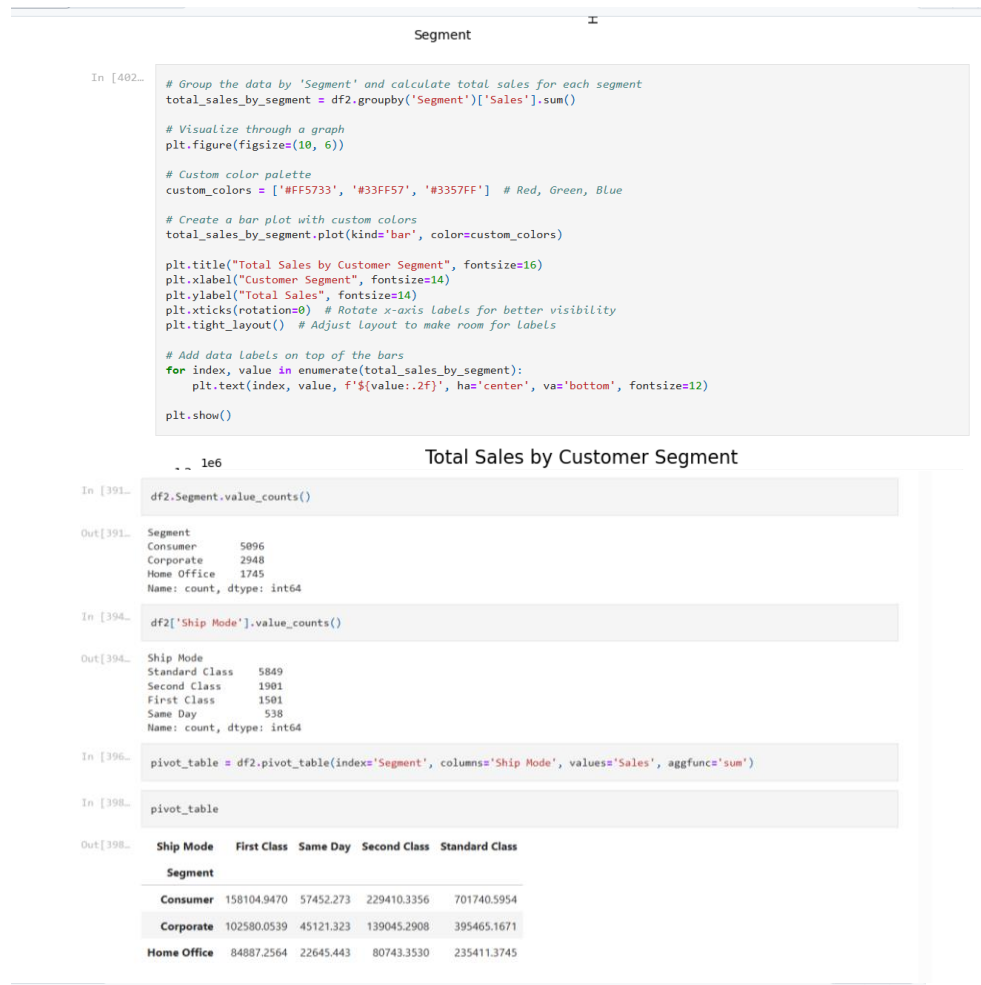 Segment
In [402…
# Group the data by 'Segment' and calculate total sales for each segment
total_sales_by_segment = df2.groupby('Segment')['Sales'].sum()
# Visualize through a graph
plt.figure(figsize=(10, 6))
# Custom color palette
custom_colors = ['#FF5733', '#33FF57', '#3357FF']  # Red, Green, Blue
# Create a bar plot with custom colors
total_sales_by_segment.plot(kind='bar', color=custom_colors)
plt.title("Total Sales by Customer Segment", fontsize=16)
plt.xlabel("Customer Segment", fontsize=14)
plt.ylabel("Total Sales", fontsize=14)
plt.xticks(rotation=0)  # Rotate x-axis labels for better visibility
plt.tight_layout()  # Adjust layout to make room for labels
# Add data labels on top of the bars
for index, value in enumerate(total_sales_by_segment):
    plt.text(index, value, f'${value:.2f}', ha='center', va='bottom', fontsize=12)
plt.show()
Total Sales by Customer Segment
1e6
In [391…
df2.Segment.value_counts()
Out[391…
Segment
Consumer 5096
Corporate 2948
Home Office 1745
Name: count, dtype: int64
In [394…
df2['Ship Mode'].value_counts()
Out[394…
Ship Mode
Standard Class 5849
Second Class 1901
First Class 1501
Same Day 538
Name: count, dtype: int64
In [396…
pivot_table = df2.pivot_table(index='Segment', columns='Ship Mode', values='Sales', aggfunc='sum')
In [398…
pivot_table
Out[398…
Ship Mode First Class Same Day Second Class Standard Class
Segment
Consumer 158104.9470 57452.273 229410.3356 701740.5954
Corporate 102580.0539 45121.323 139045.2908 395465.1671
Home Office 84887.2564 22645.443 80743.3530 235411.3745